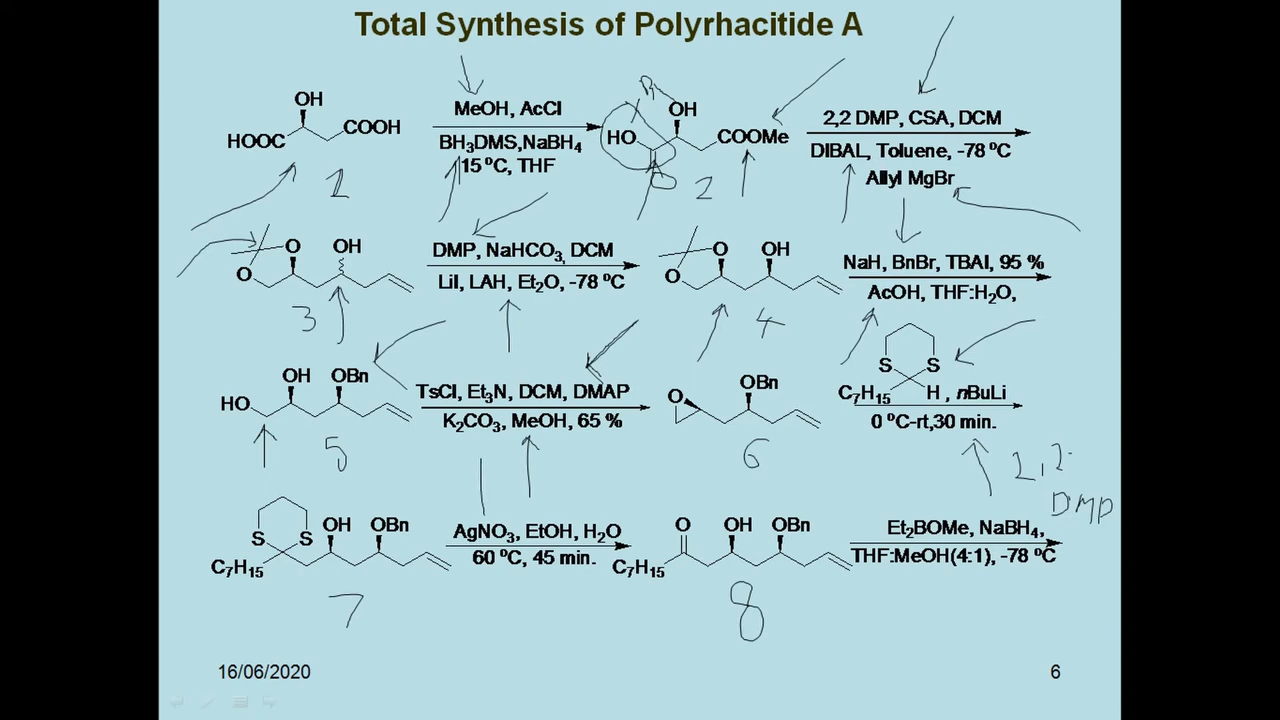 Total Synthesis of Polyrhacitide A
OH
HOOC
COOH
1
MeOH, AcCl
BH3DMS,NaBH4
15 ºC, THF
HO
OH
COOMe
2
2,2 DMP, CSA, DCM
DIBAL, Toluene, -78 ºC
Allyl MgBr
O
O
OH
3
DMP, NaHCO3, DCM
LiI, LAH, Et2O, -78 ºC
O
O
OH
4
NaH, BnBr, TBAI, 95 %
AcOH, THF:H2O,
HO
OH
OBn
5
TsCl, Et3N, DCM, DMAP
K2CO3, MeOH, 65 %
O
OBn
6
S
S
C7H15
H , nBuLi
0 ºC-rt,30 min.
2,2-
DMP
S
S
OH
OBn
C7H15
7
AgNO3, EtOH, H2O
60 ºC, 45 min.
O
OH
OBn
C7H15
8
Et2BOMe, NaBH4,
THF:MeOH(4:1), -78 ºC
16/06/2020
6